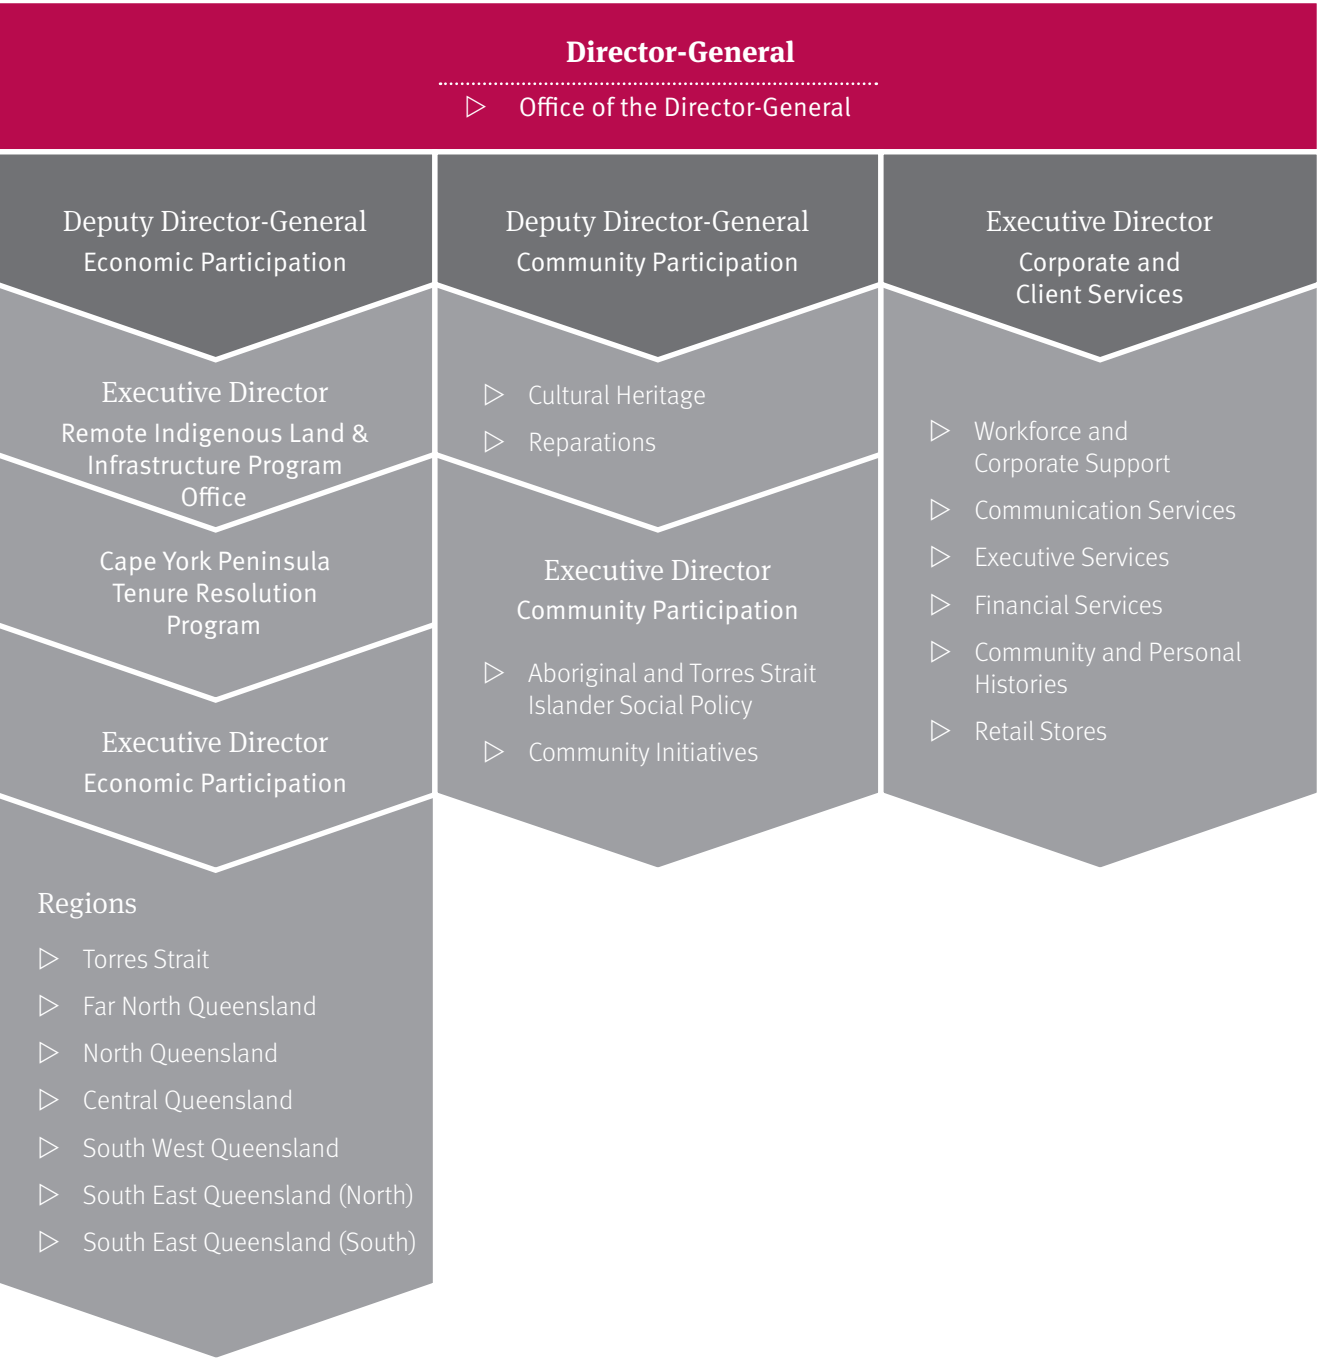 Director-General
Office of the Director-General
Deputy Director-General
Economic Participation
Executive Director
Remote Indigenous Land &
Infrastructure Program
Office
Cape York Peninsula
Tenure Resolution
Program
Executive Director
Economic Participation
Regions
Torres Strait
Far North Queensland
North Queensland
Central Queensland
South West Queensland
South East Queensland (North)
South East Queensland (South)
Deputy Director-General
Community Participation
Cultural Heritage
Reparations
Executive Director
Community Participation
Aboriginal and Torres Strait
Islander Social Policy
Community Initiatives
Executive Director
Corporate and
Client Services
Workforce and
Corporate Support
Communication Services
Executive Services
Financial Services
Community and Personal
Histories
Retail Stores